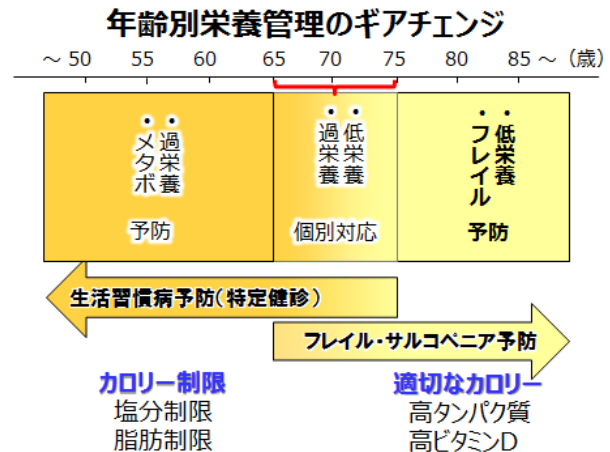 年齢別栄養管理のギアチェンジ
～ 50 55 60 65 70 75 80 85 ～ (歳)
・過栄養
・メタボ
予防
・低栄養
・過栄養
個別対応
・低栄養
・フレイル
予防
生活習慣病予防(特定健診)
フレイル・サルコペニア予防
カロリー制限
塩分制限
脂肪制限
適切なカロリー
高タンパク質
高ビタミンD